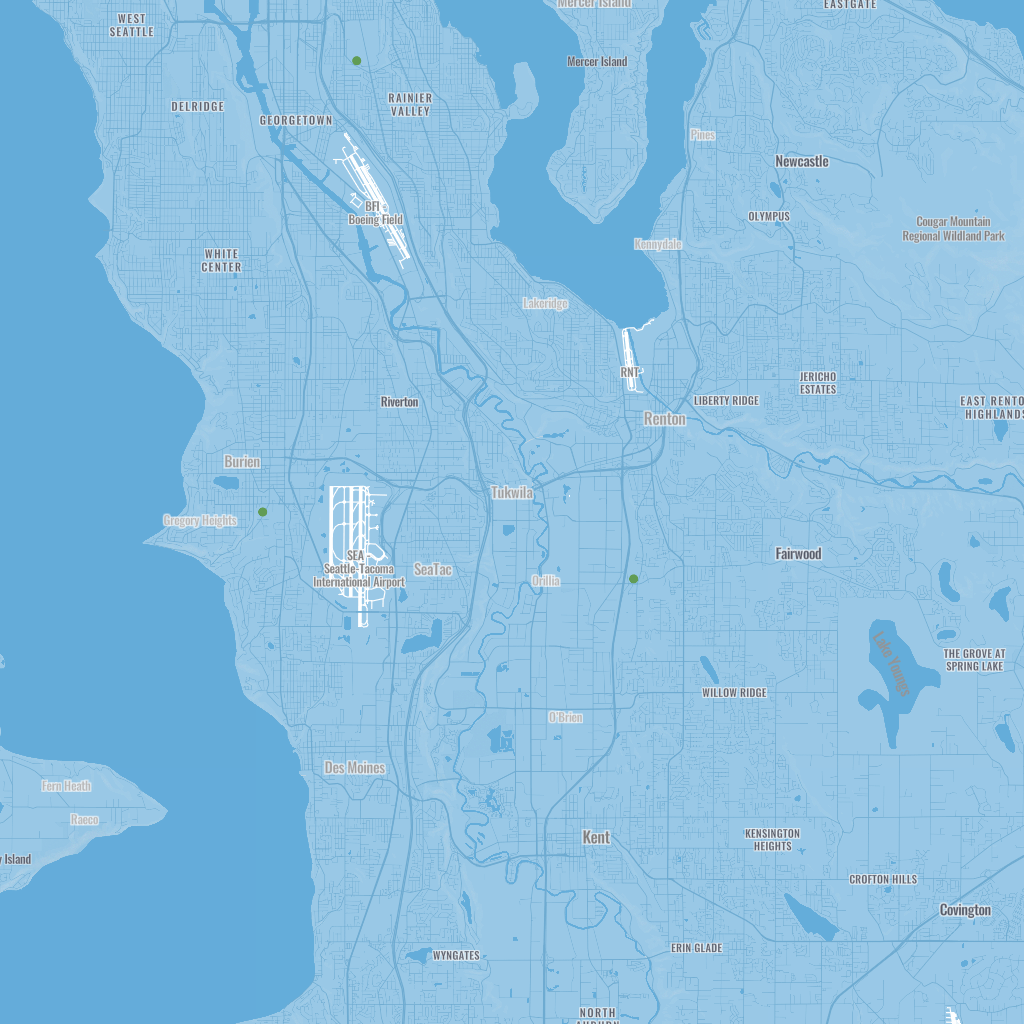 Mercer Island
EASTGATE
WEST
SEATTLE
Mercer Island
DELRIDGE
RAINIER
VALLEY
GEORGETOWN
Pines
Newcastle
BFI
Boeing Field
OLYMPUS
Cougar Mountain
Regional Wildland Park
Kennydale
WHITE
CENTER
Lakeridge
RNT
JERICHO
ESTATES
Riverton
LIBERTY RIDGE
EAST RENTO
HIGHLANDS
Renton
Burien
Tukwila
Gregory Heights
SEA
Seattle-Tacoma
International Airport
SeaTac
Orillia
Fairwood
Lake Youngs
THE GROVE AT
SPRING LAKE
WILLOW RIDGE
O'Brien
Des Moines
Fern Heath
Raeco
Kent
KENSINGTON
HEIGHTS
y Island
CROFTON HILLS
Covington
ERIN GLADE
WYNGATES
NORTH
AUBURN